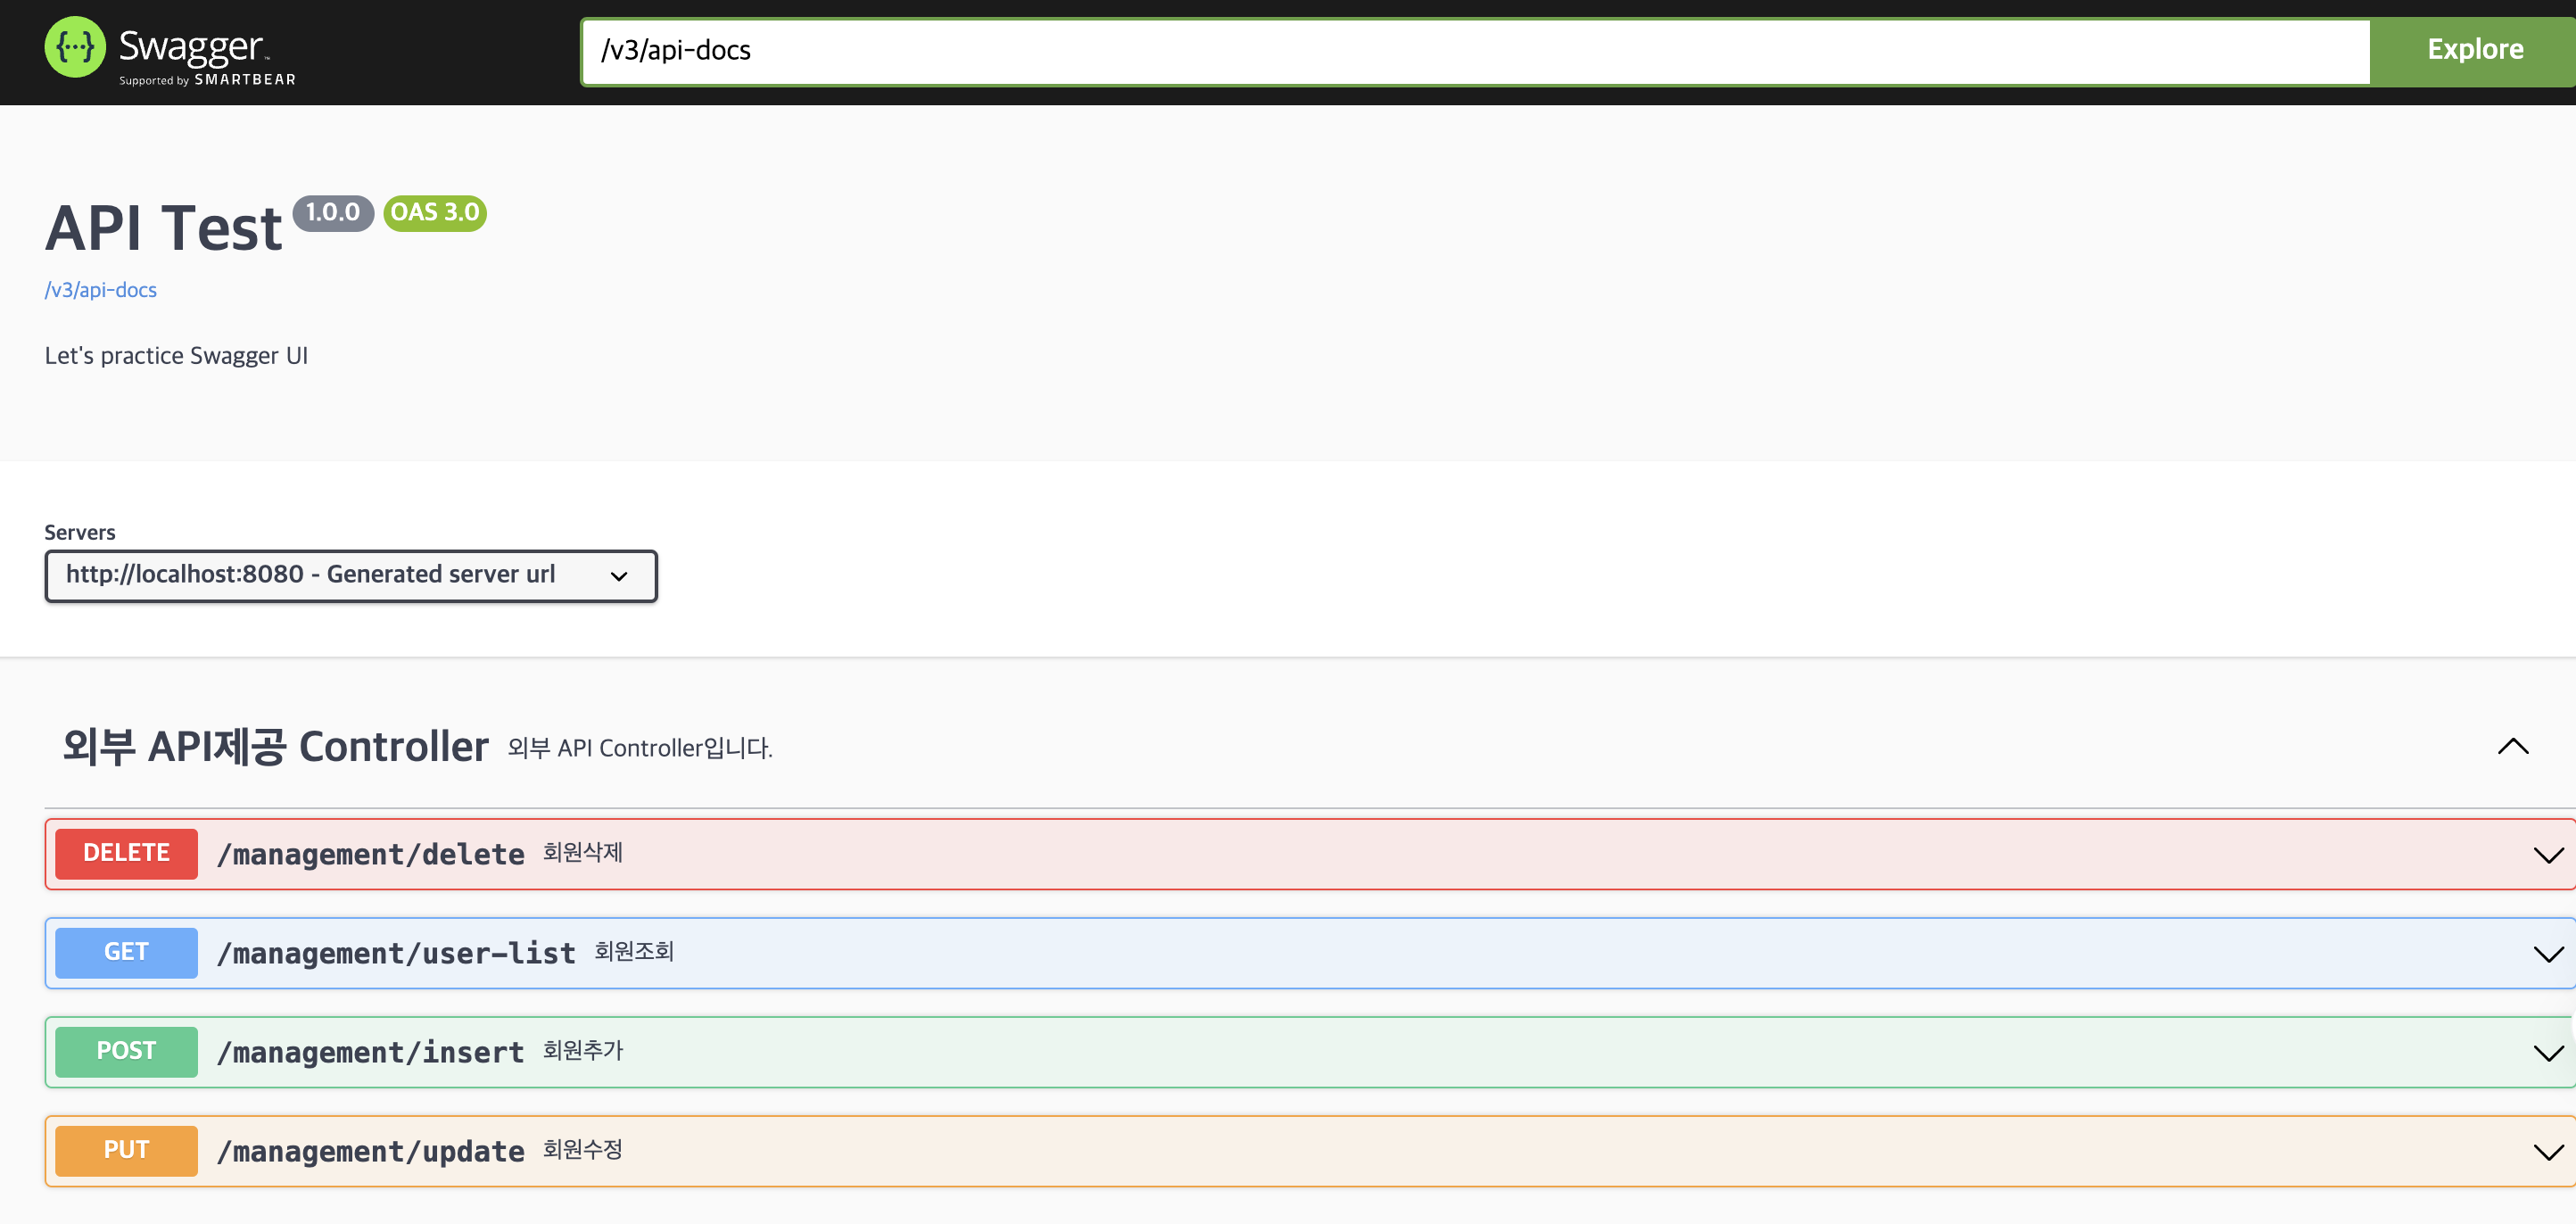 {···} Swagger™
Supported by SMARTBEAR
/v3/api-docs
Explore
API Test 1.0.0 OAS 3.0
/v3/api-docs
Let's practice Swagger UI
Servers
http://localhost:8080 - Generated server url
외부 API제공 Controller 외부 API Controller입니다.
DELETE /management/delete 회원삭제
GET /management/user-list 회원조회
POST /management/insert 회원추가
PUT /management/update 회원수정